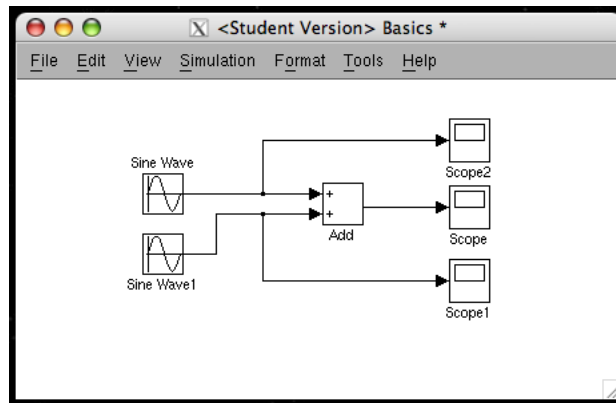 X <Student Version> Basics *
File Edit View Simulation Format Tools Help
Sine Wave
Scope2
+
+
Add
Scope
Sine Wave1
Scope1